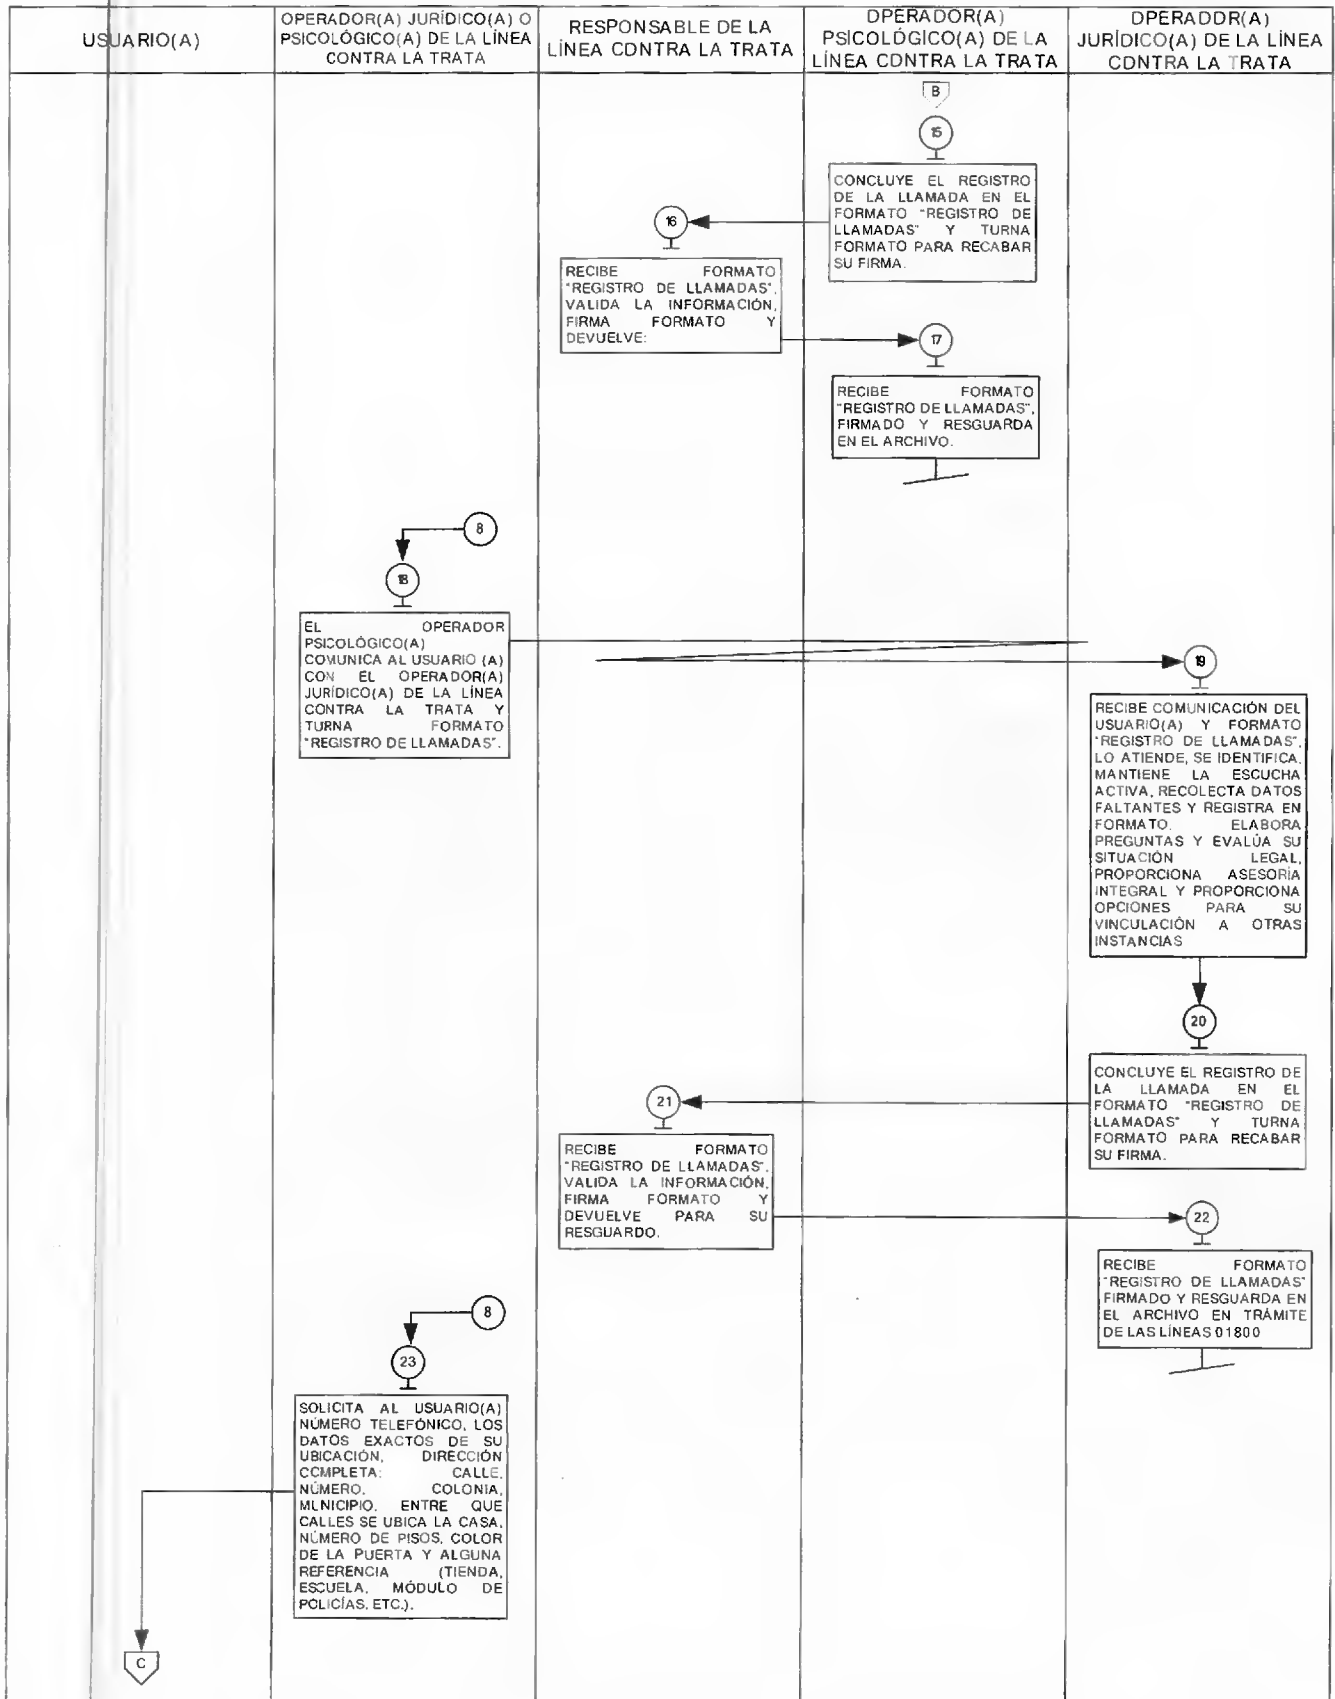 USUARIO(A)
OPERADOR(A) JURÍDICO(A) O
PSICOLÓGICO(A) DE LA LÍNEA
CONTRA LA TRATA
RESPONSABLE DE LA
LÍNEA CONTRA LA TRATA
OPERADOR(A)
PSICOLÓGICO(A) DE LA
LÍNEA CONTRA LA TRATA
OPERADOR(A)
JURÍDICO(A) DE LA LÍNEA
CONTRA LA TRATA
B
15
CONCLUYE EL REGISTRO
DE LA LLAMADA EN EL
FORMATO "REGISTRO DE
LLAMADAS" Y TURNA
FORMATO PARA RECABAR
SU FIRMA.
16
RECIBE FORMATO
"REGISTRO DE LLAMADAS",
VALIDA LA INFORMACIÓN,
FIRMA FORMATO Y
DEVUELVE:
17
RECIBE FORMATO
"REGISTRO DE LLAMADAS",
FIRMADO Y RESGUARDA
EN EL ARCHIVO.
8
18
EL OPERADOR
PSICOLÓGICO(A)
COMUNICA AL USUARIO (A)
CON EL OPERADOR(A)
JURÍDICO(A) DE LA LÍNEA
CONTRA LA TRATA Y
TURNA FORMATO
"REGISTRO DE LLAMADAS".
19
RECIBE COMUNICACIÓN DEL
USUARIO(A) Y FORMATO
"REGISTRO DE LLAMADAS",
LO ATIENDE, SE IDENTIFICA,
MANTIENE LA ESCUCHA
ACTIVA, RECOLECTA DATOS
FALTANTES Y REGISTRA EN
FORMATO. ELABORA
PREGUNTAS Y EVALÚA SU
SITUACIÓN LEGAL,
PROPORCIONA ASESORÍA
INTEGRAL Y PROPORCIONA
OPCIONES PARA SU
VINCULACIÓN A OTRAS
INSTANCIAS
20
CONCLUYE EL REGISTRO DE
LA LLAMADA EN EL
FORMATO "REGISTRO DE
LLAMADAS" Y TURNA
FORMATO PARA RECABAR
SU FIRMA.
21
RECIBE FORMATO
"REGISTRO DE LLAMADAS",
VALIDA LA INFORMACIÓN,
FIRMA FORMATO Y
DEVUELVE PARA SU
RESGUARDO.
22
RECIBE FORMATO
"REGISTRO DE LLAMADAS"
FIRMADO Y RESGUARDA EN
EL ARCHIVO EN TRÁMITE
DE LAS LÍNEAS 01800
8
23
SOLICITA AL USUARIO(A)
NÚMERO TELEFÓNICO, LOS
DATOS EXACTOS DE SU
UBICACIÓN, DIRECCIÓN
COMPLETA: CALLE,
NÚMERO, COLONIA,
MUNICIPIO, ENTRE QUE
CALLES SE UBICA LA CASA,
NÚMERO DE PISOS, COLOR
DE LA PUERTA Y ALGUNA
REFERENCIA (TIENDA,
ESCUELA, MÓDULO DE
POLICÍAS, ETC.).
C